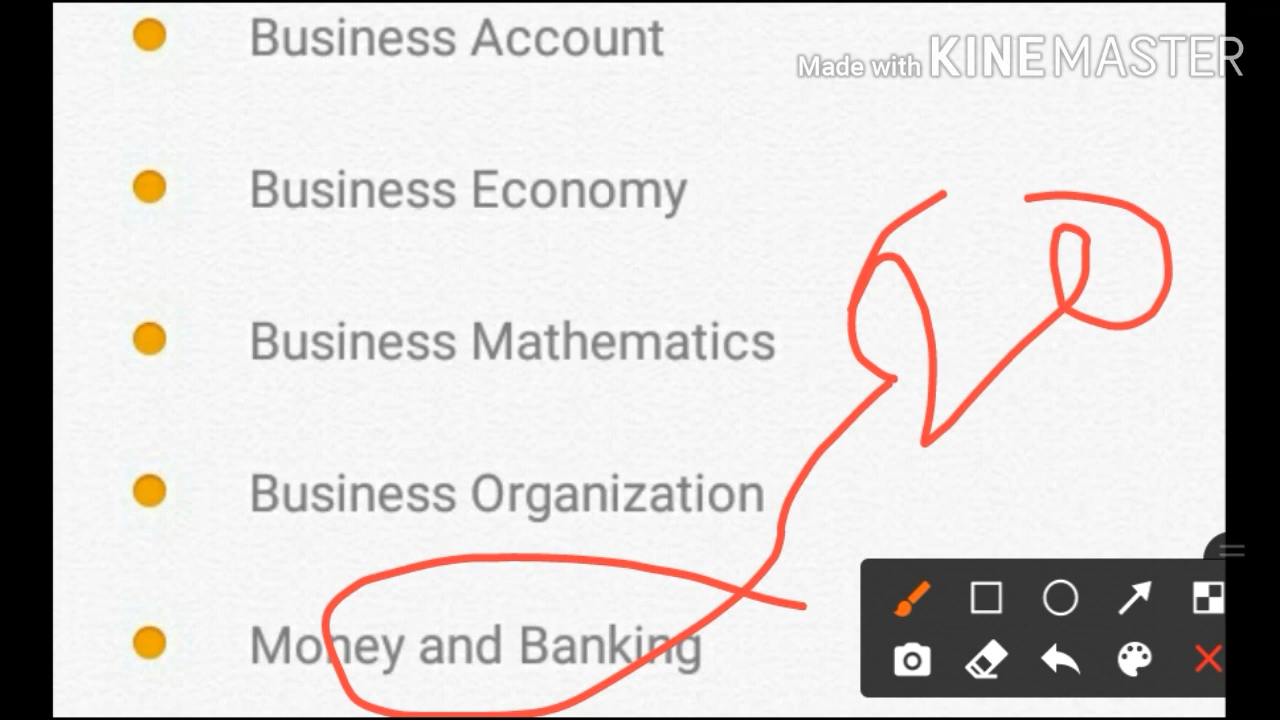 Business Account
Made with KINEMASTER
Business Economy
Business Mathematics
Business Organization
Money and Banking